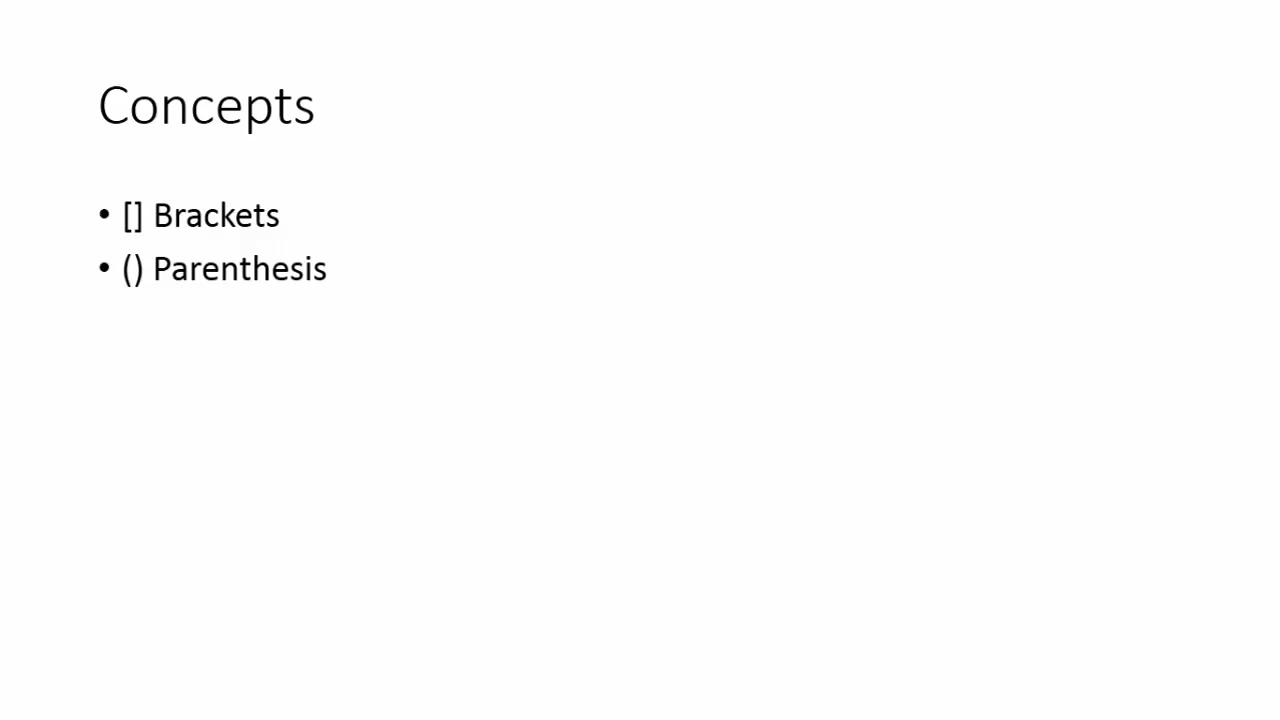 Concepts
• [] Brackets
• () Parenthesis